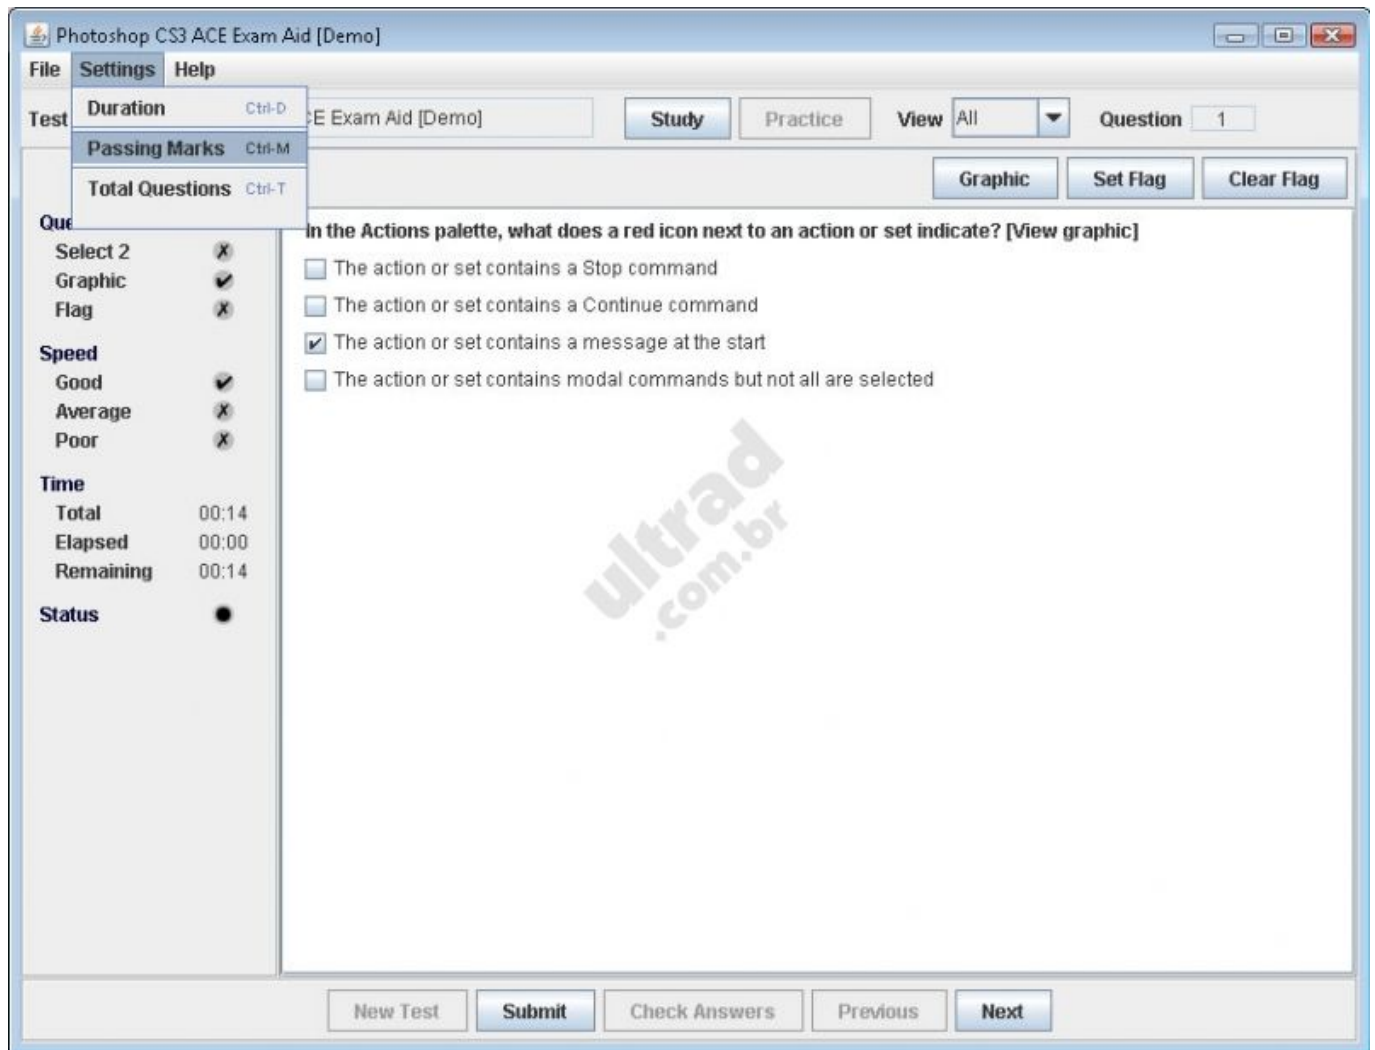 Photoshop CS3 ACE Exam Aid [Demo]
File Settings Help
Test
Duration Ctrl-D
Passing Marks Ctrl-M
Total Questions Ctrl-T
E Exam Aid [Demo] Study Practice View All Question 1
Graphic Set Flag Clear Flag
Que
Select 2
Graphic
Flag
Speed
Good
Average
Poor
Time
Total 00:14
Elapsed 00:00
Remaining 00:14
Status
In the Actions palette, what does a red icon next to an action or set indicate? [View graphic]
The action or set contains a Stop command
The action or set contains a Continue command
The action or set contains a message at the start
The action or set contains modal commands but not all are selected
ultrad
.com.br
New Test Submit Check Answers Previous Next